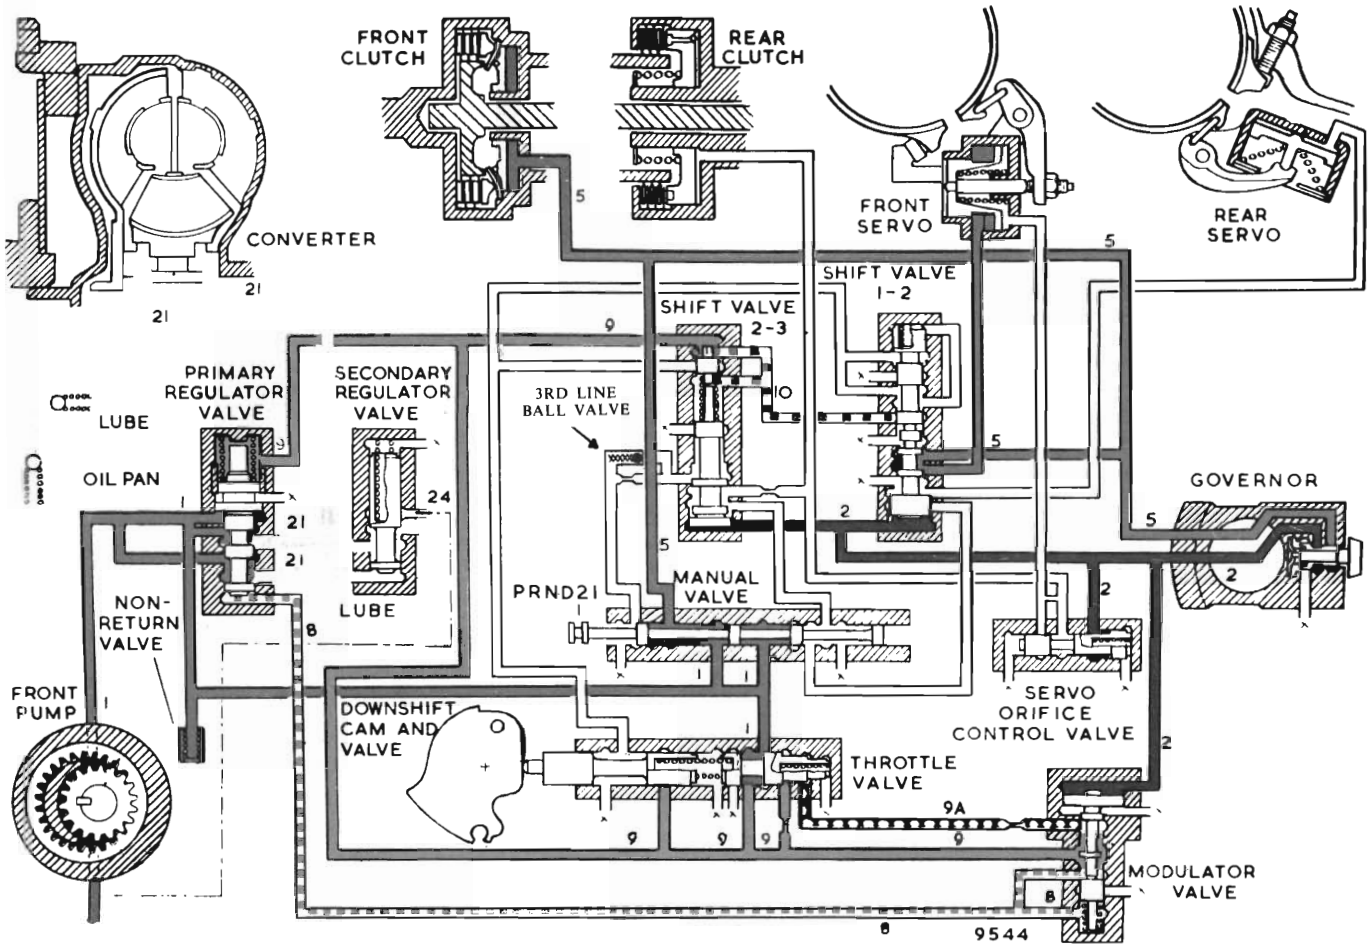 FRONT
CLUTCH
REAR
CLUTCH
5
FRONT
SERVO
REAR
SERVO
CONVERTER
21
21
5
SHIFT VALVE
1-2
SHIFT VALVE
2-3
9
PRIMARY
REGULATOR
VALVE
SECONDARY
REGULATOR
VALVE
3RD LINE
BALL VALVE
10
LUBE
9
5
OIL PAN
x
GOVERNOR
1
24
21
2
5
21
5
2
2
NON-
RETURN
VALVE
LUBE
PRND21
MANUAL
VALVE
8
FRONT
PUMP
1
1
1
SERVO
ORIFICE
CONTROL VALVE
DOWNSHIFT
CAM AND
VALVE
1
2
THROTTLE
VALVE
9A
9
9
9
9
MODULATOR
VALVE
8
8
9544